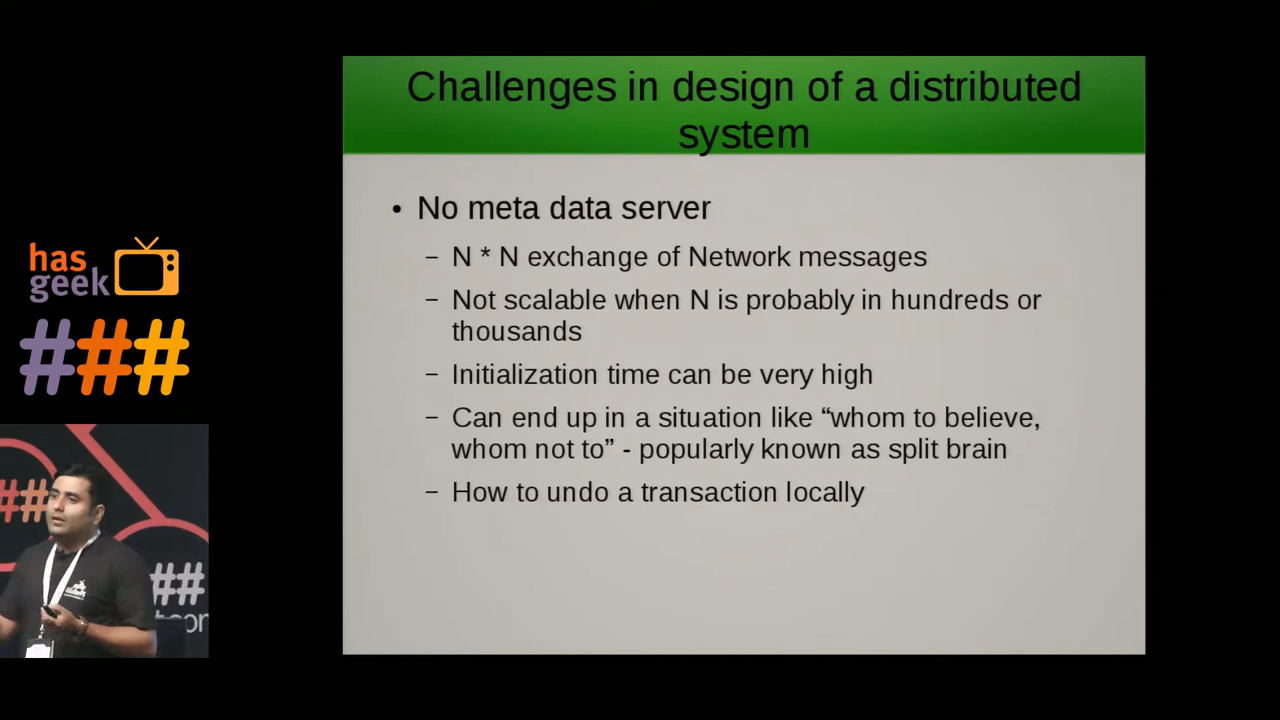 Challenges in design of a distributed
system
• No meta data server
– N * N exchange of Network messages
– Not scalable when N is probably in hundreds or
thousands
– Initialization time can be very high
– Can end up in a situation like “whom to believe,
whom not to” - popularly known as split brain
– How to undo a transaction locally
has
geek
###
##
##